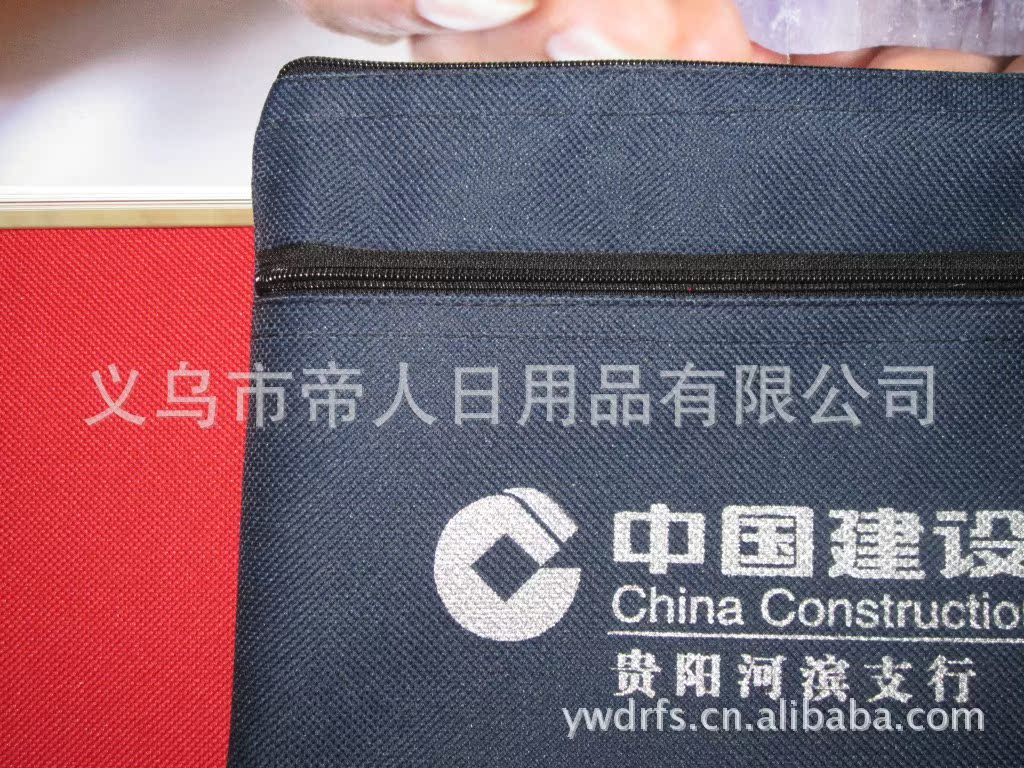 义乌市帝人日用品有限公司
中国建设
China Constructio
贵阳河滨支行
ywdrfs.cn.alibaba.com